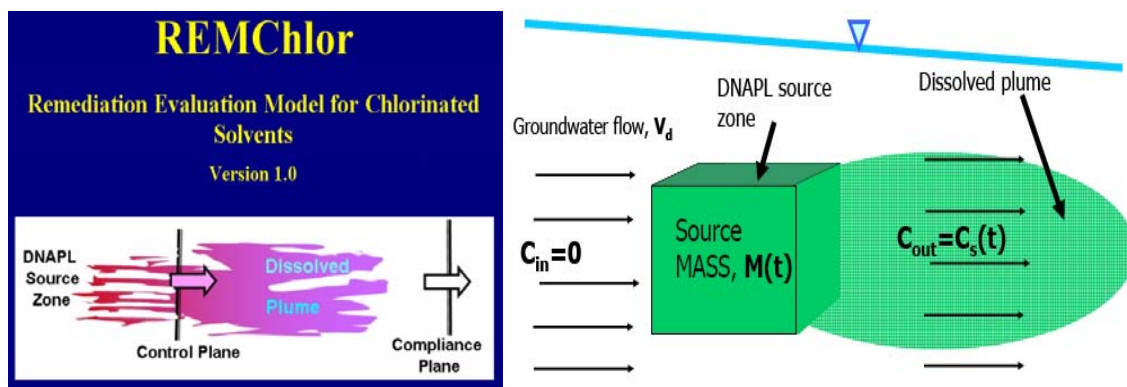 REMChlor
Remediation Evaluation Model for Chlorinated
Solvents
Version 1.0
DNAPL
Source
Zone
Dissolved
Plume
Control Plane
Compliance
Plane
DNAPL source
zone
Dissolved plume
Groundwater flow, Vd
Cin=0
Source
MASS, M(t)
Cout=Cs(t)